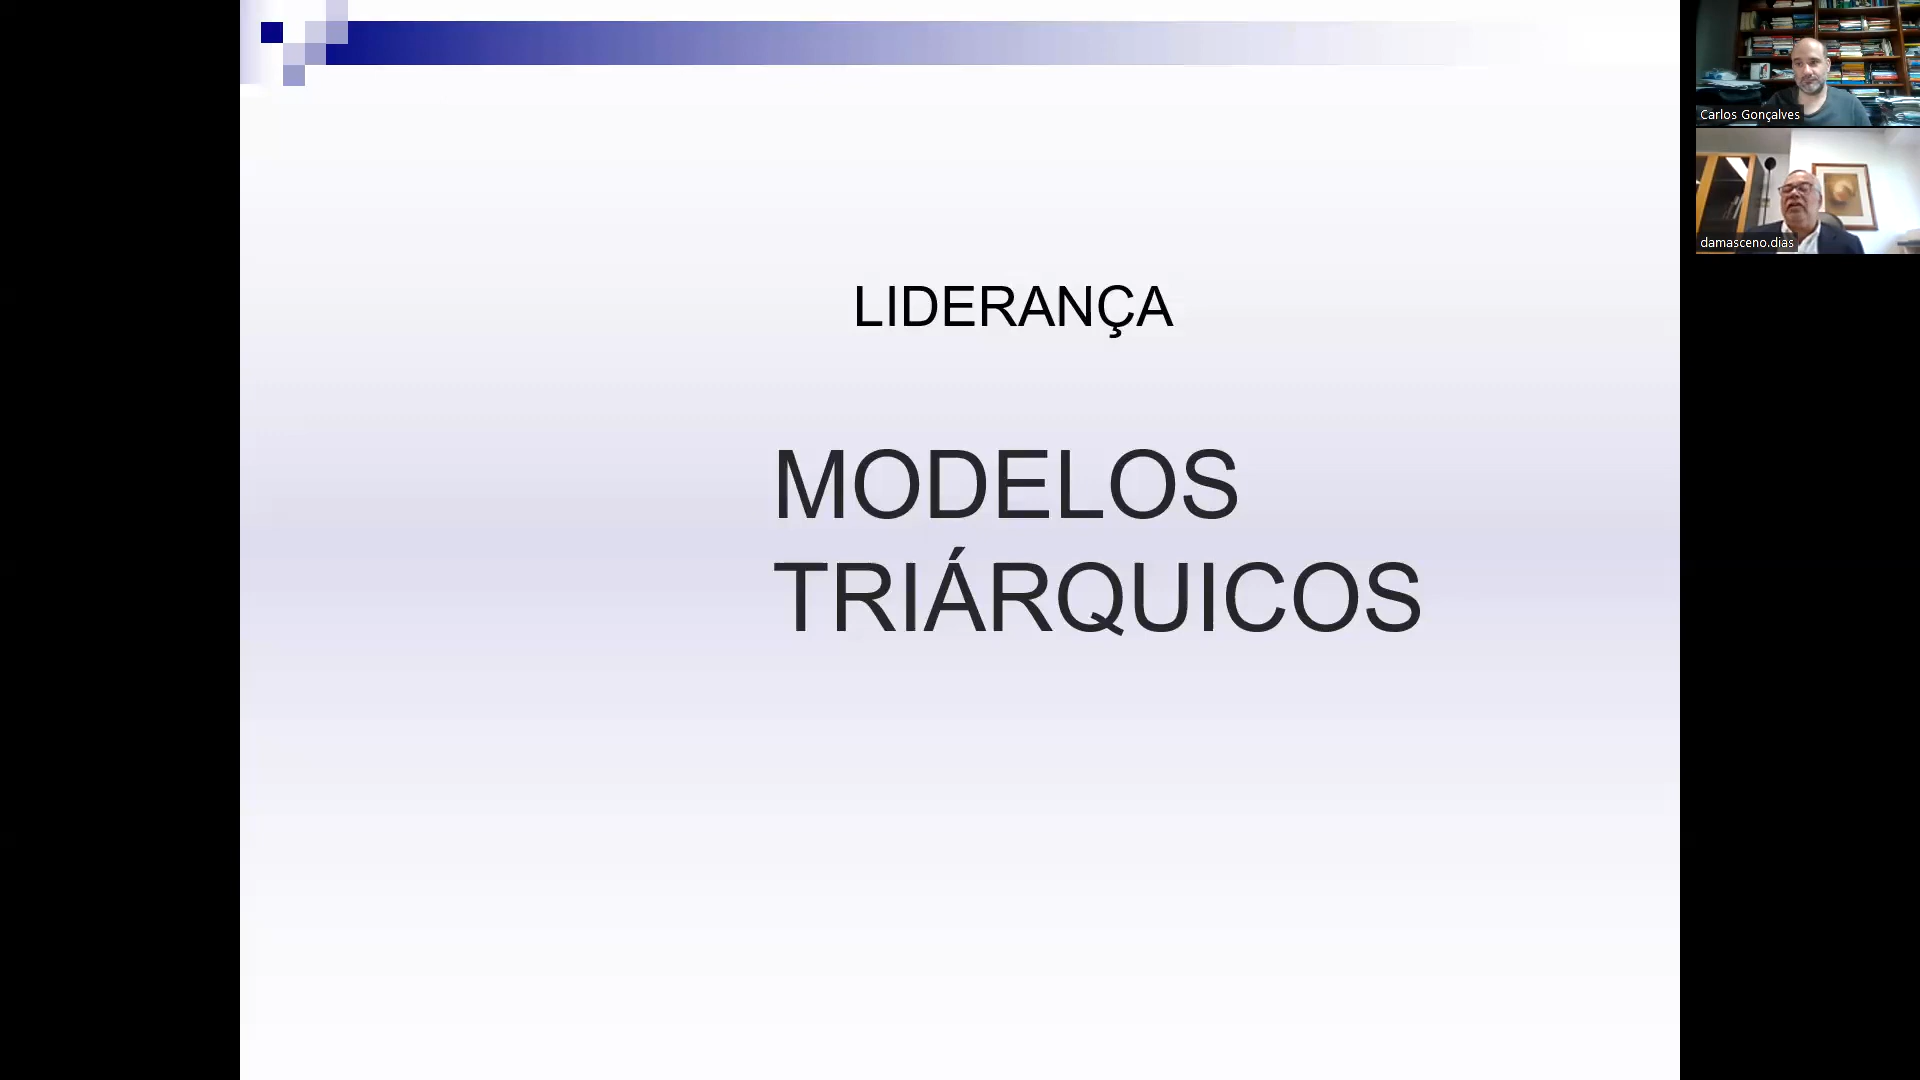 LIDERANÇA
MODELOS
TRIÁRQUICOS
Carlos Gonçalves
damasceno.dias